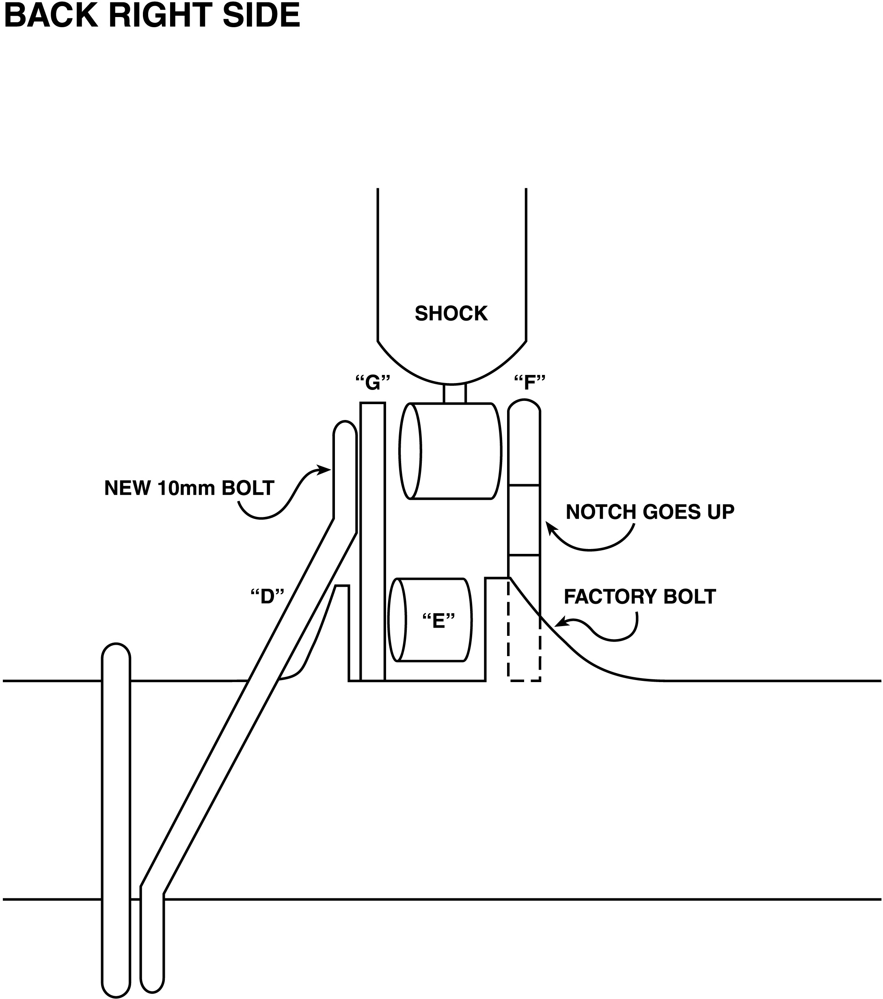 BACK RIGHT SIDE
SHOCK
“G”
“F”
NEW 10mm BOLT
NOTCH GOES UP
“D”
FACTORY BOLT
“E”